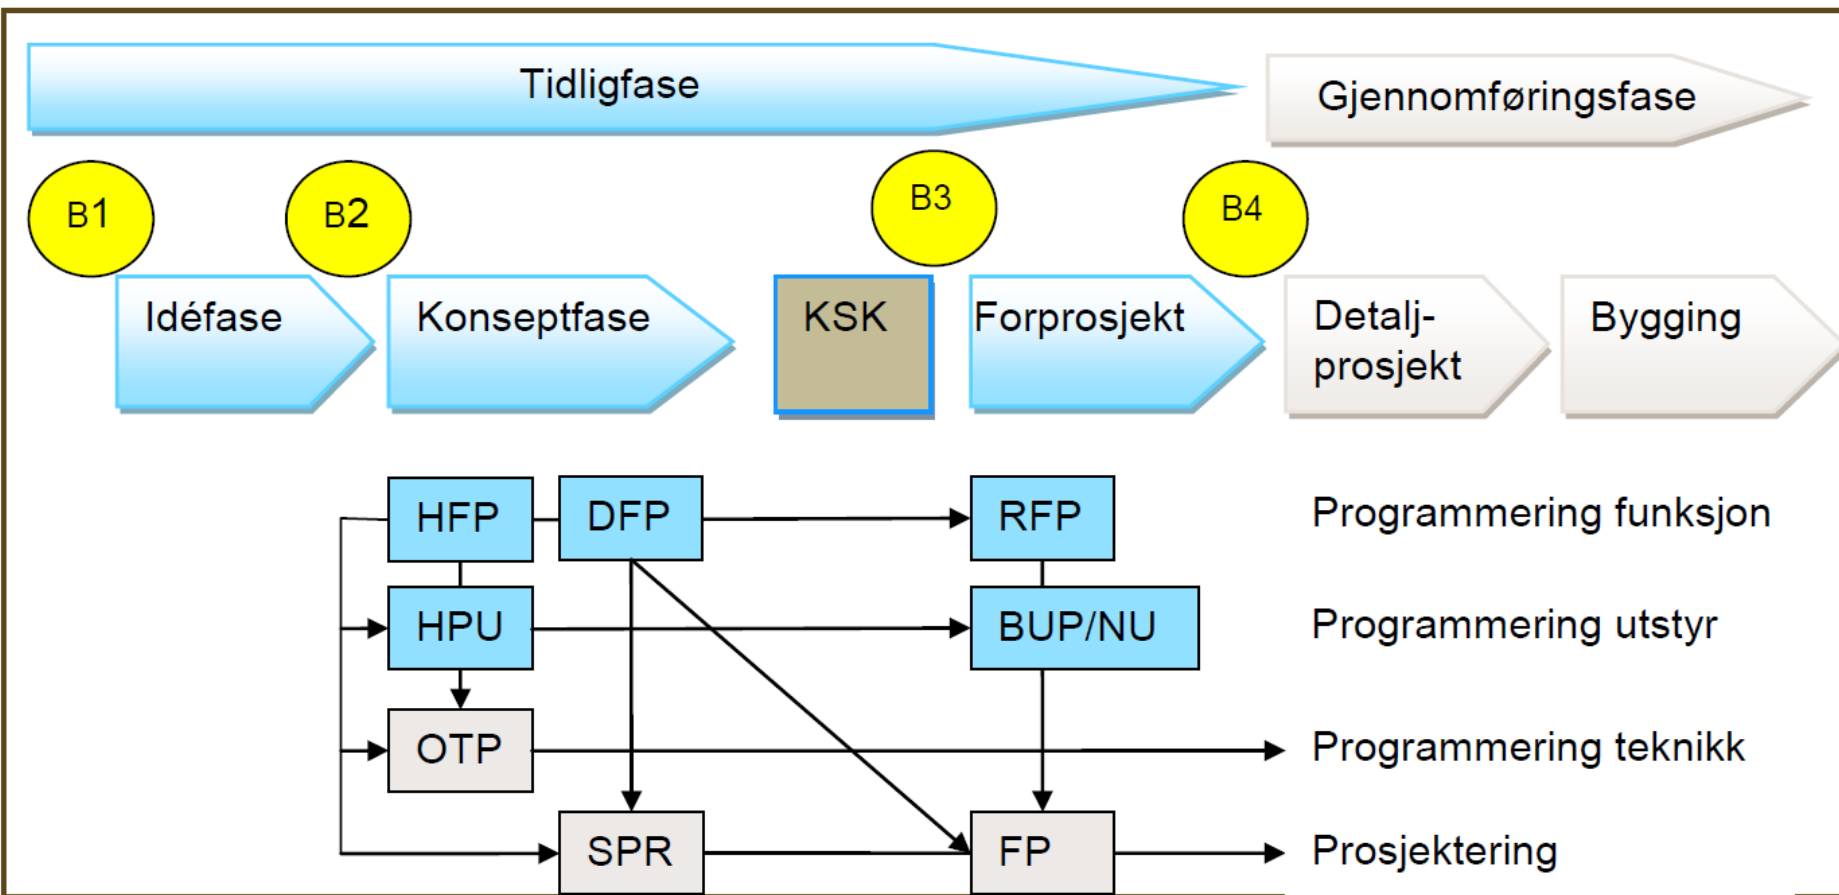 Tidligfase
Gjennomføringsfase
B1
B2
B3
B4
Idéfase
Konseptfase
KSK
Forprosjekt
Detalj-
prosjekt
Bygging
HFP
DFP
RFP
Programmering funksjon
HPU
BUP/NU
Programmering utstyr
OTP
Programmering teknikk
SPR
FP
Prosjektering